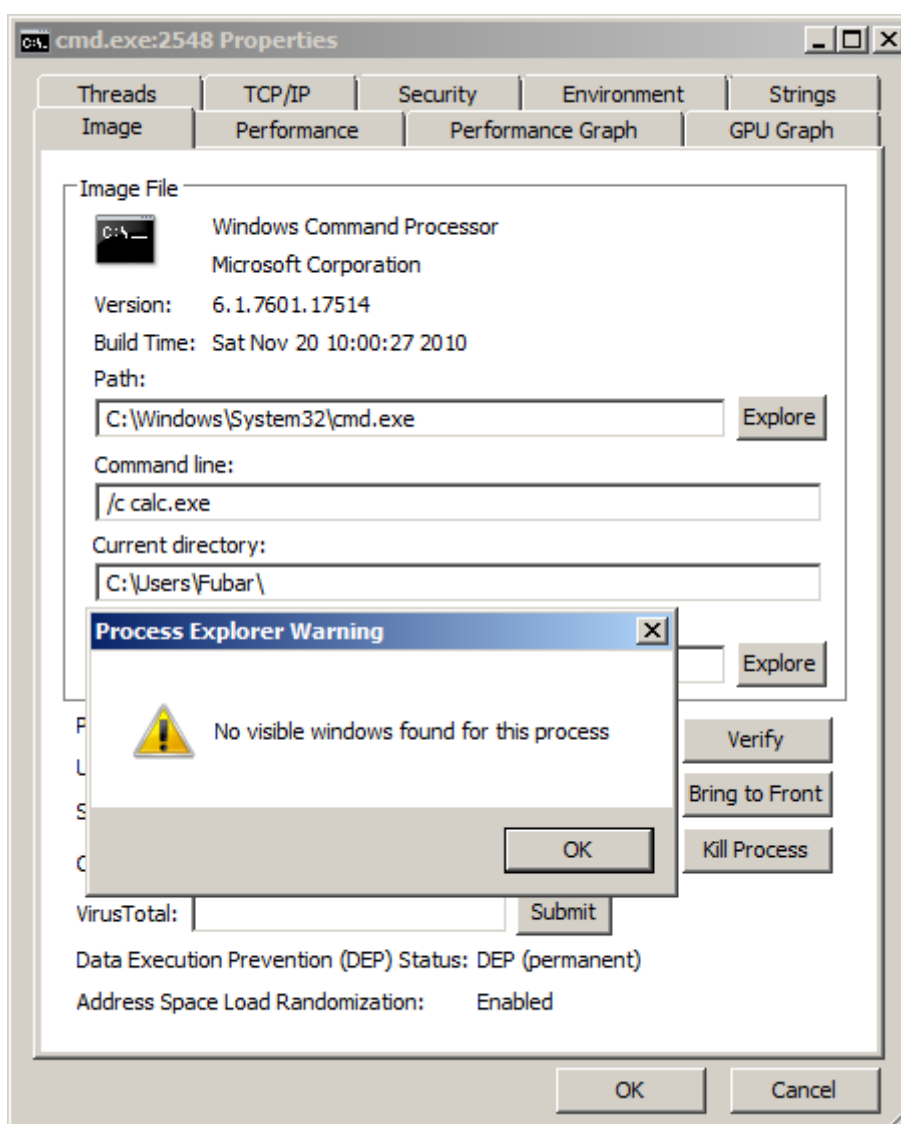 cmd.exe:2548 Properties
Threads TCP/IP Security Environment Strings
Image Performance Performance Graph GPU Graph
Image File
C:\
Windows Command Processor
Microsoft Corporation
Version: 6.1.7601.17514
Build Time: Sat Nov 20 10:00:27 2010
Path:
C:\Windows\System32\cmd.exe Explore
Command line:
/c calc.exe
Current directory:
C:\Users\Fubar\
Process Explorer Warning
Explore
No visible windows found for this process
Verify
Bring to Front
OK
Kill Process
VirusTotal: Submit
Data Execution Prevention (DEP) Status: DEP (permanent)
Address Space Load Randomization: Enabled
OK Cancel